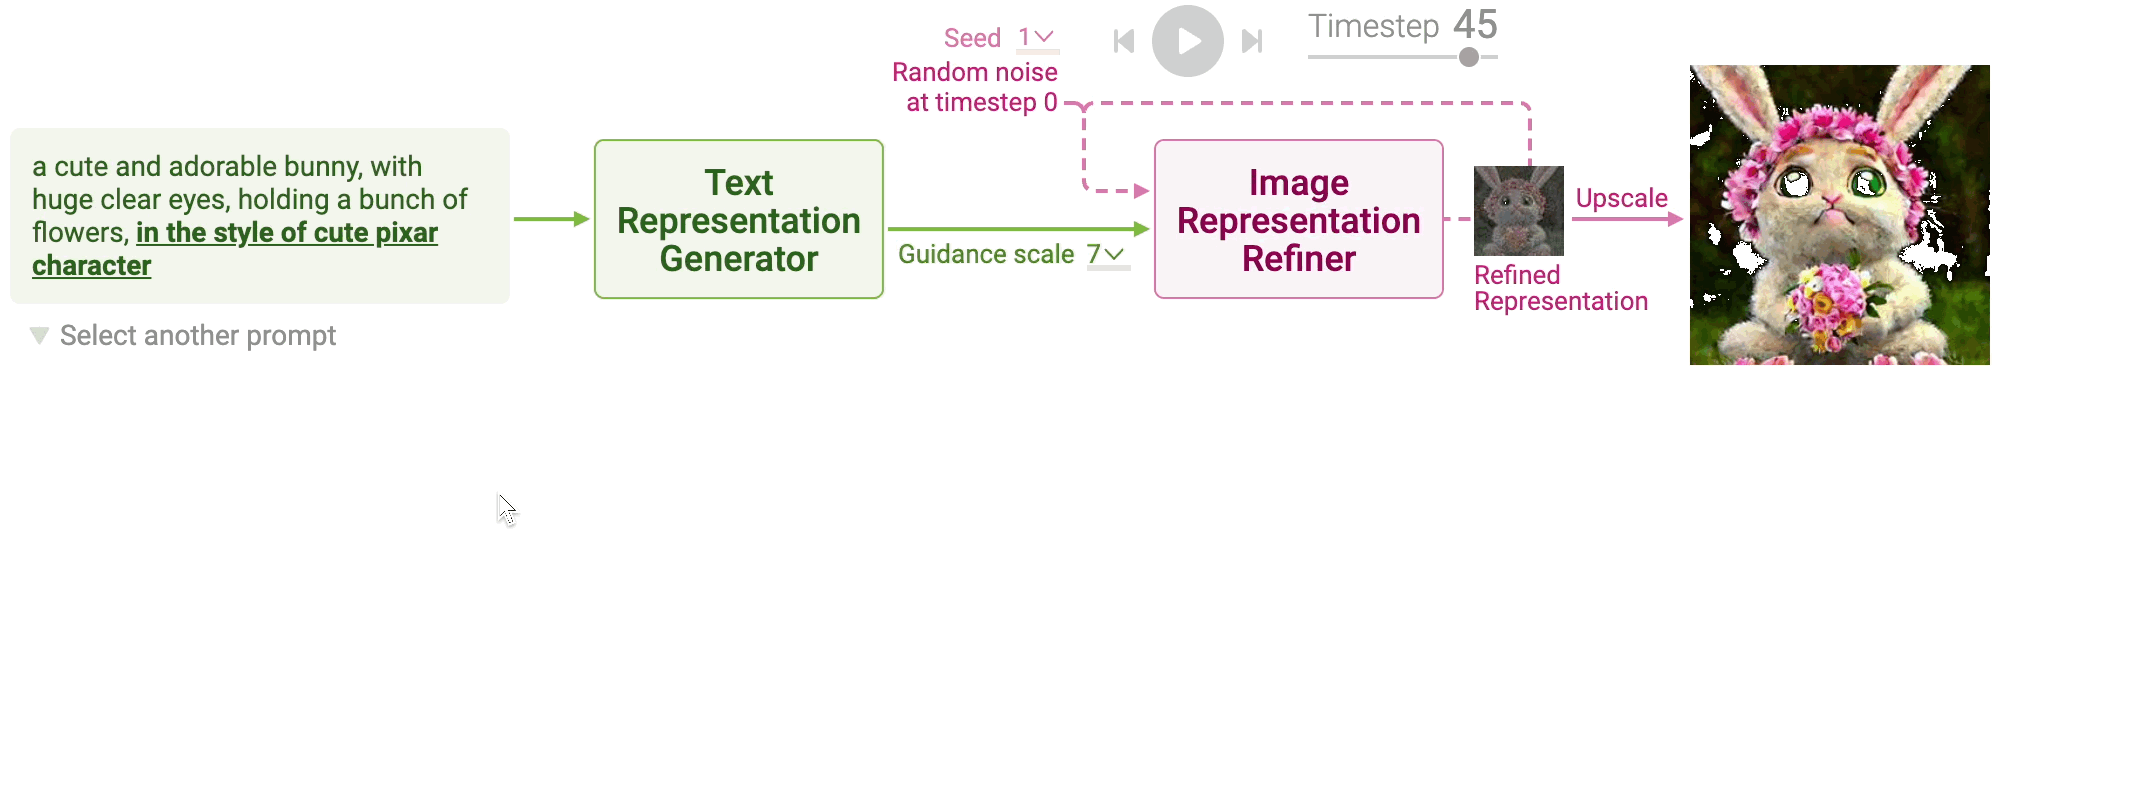 Seed 1
Timestep 45
Random noise
at timestep 0
a cute and adorable bunny, with
huge clear eyes, holding a bunch of
flowers, in the style of cute pixar
character
Select another prompt
Text
Representation
Generator
Guidance scale 7
Image
Representation
Refiner
Refined
Representation
Upscale